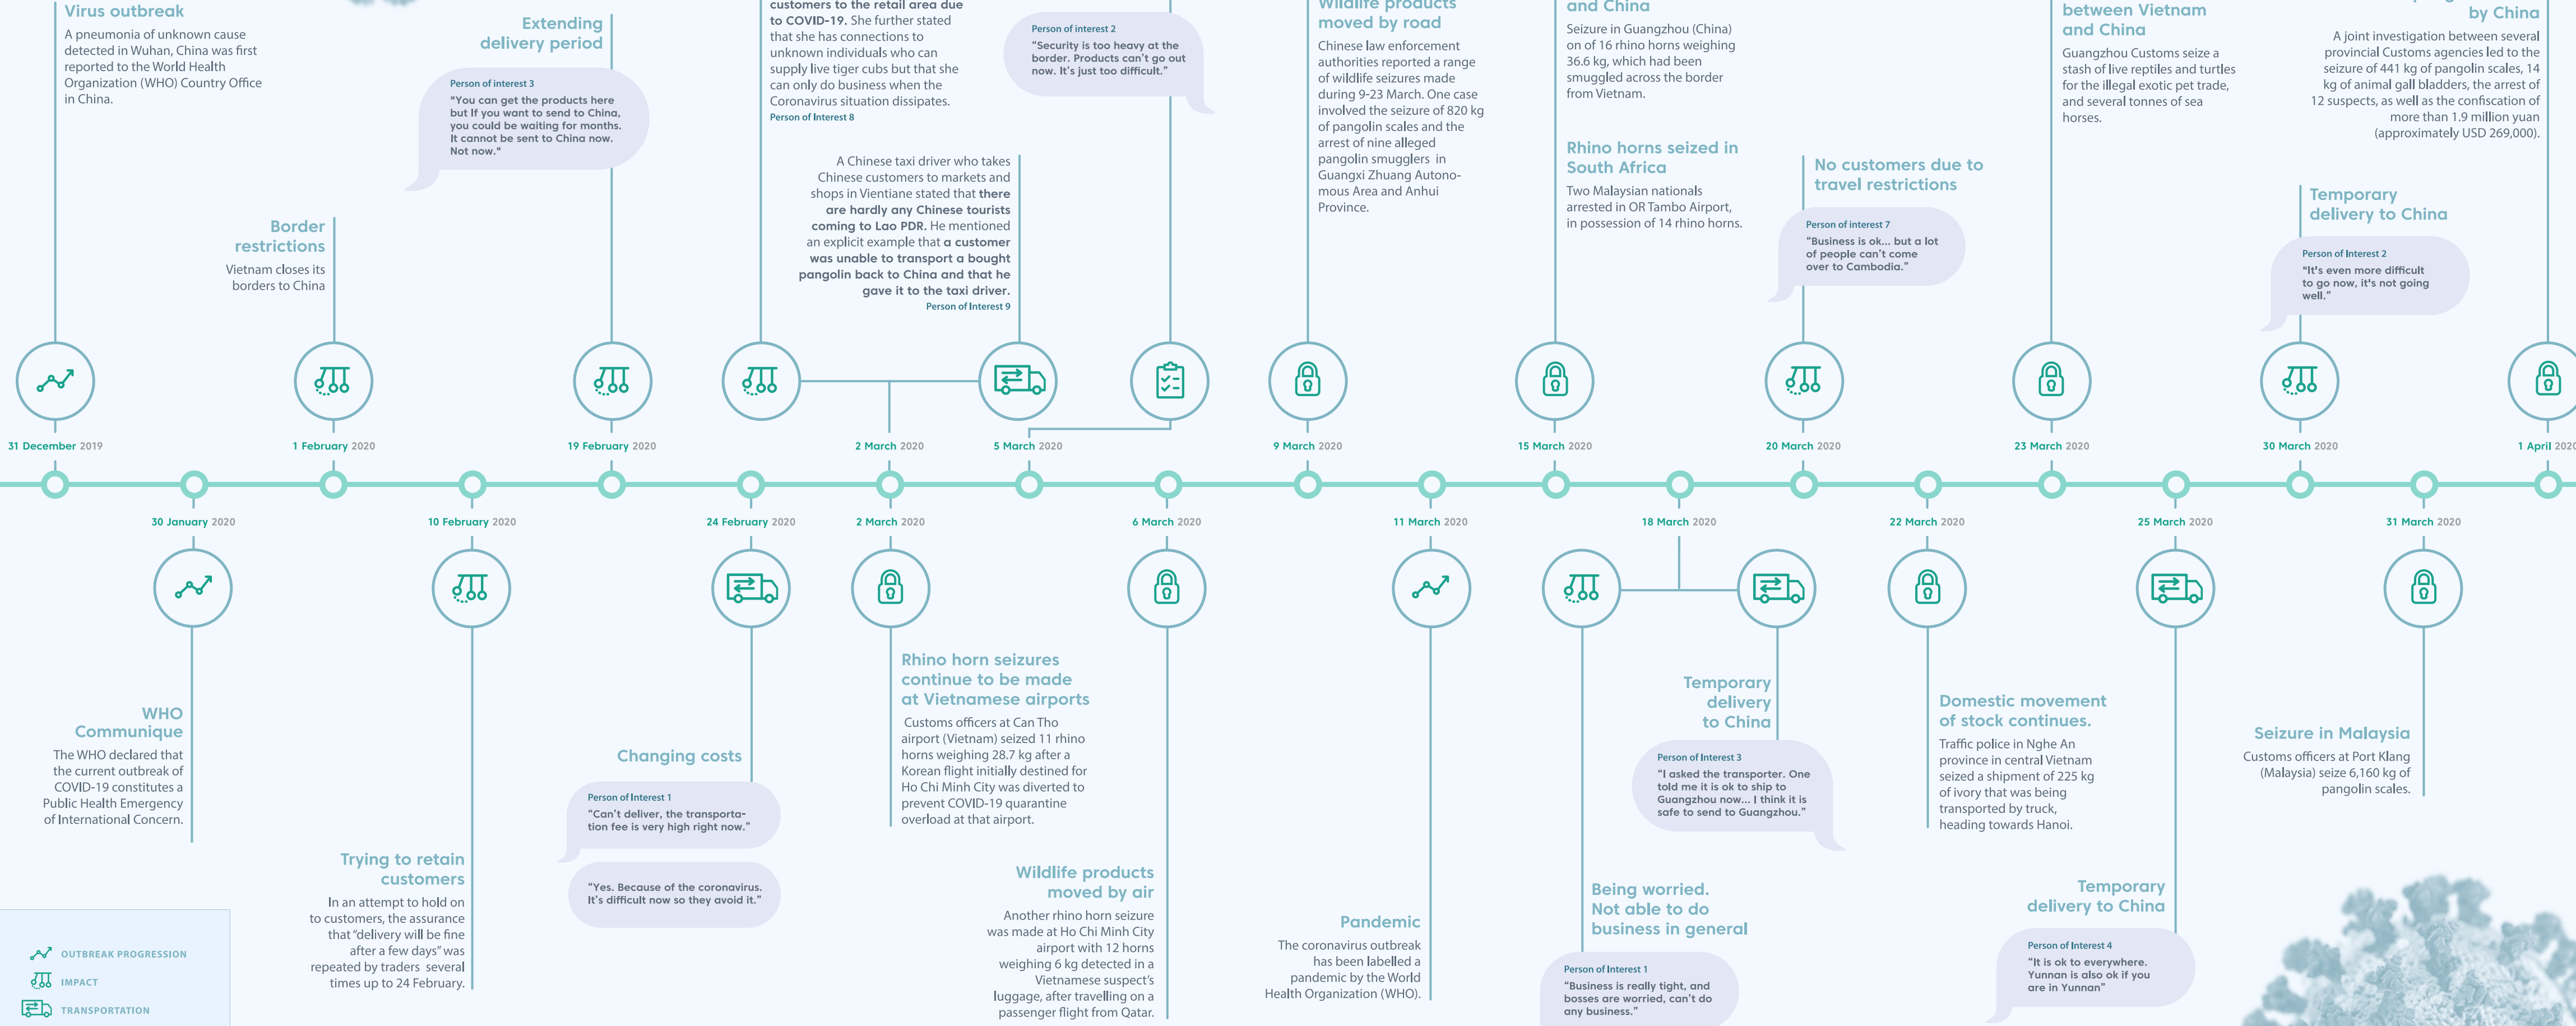 Virus outbreak
A pneumonia of unknown cause
detected in Wuhan, China was first
reported to the World Health
Organization (WHO) Country Office
in China.
Border
restrictions
Vietnam closes its
borders to China
Extending
delivery period
Person of interest 3
"You can get the products here
but If you want to send to China,
you could be waiting for months.
It cannot be sent to China now.
Not now."
customers to the retail area due
to COVID-19. She further stated
that she has connections to
unknown individuals who can
supply live tiger cubs but that she
can only do business when the
Coronavirus situation dissipates.
Person of Interest 8
A Chinese taxi driver who takes
Chinese customers to markets and
shops in Vientiane stated that there
are hardly any Chinese tourists
coming to Lao PDR. He mentioned
an explicit example that a customer
was unable to transport a bought
pangolin back to China and that he
gave it to the taxi driver.
Person of Interest 9
Person of interest 2
“Security is too heavy at the
border. Products can’t go out
now. It’s just too difficult.”
Wildlife products
moved by road
Chinese law enforcement
authorities reported a range
of wildlife seizures made
during 9-23 March. One case
involved the seizure of 820 kg
of pangolin scales and the
arrest of nine alleged
pangolin smugglers in
Guangxi Zhuang Autono-
mous Area and Anhui
Province.
and China
Seizure in Guangzhou (China)
on of 16 rhino horns weighing
36.6 kg, which had been
smuggled across the border
from Vietnam.
Rhino horns seized in
South Africa
Two Malaysian nationals
arrested in OR Tambo Airport,
in possession of 14 rhino horns.
No customers due to
travel restrictions
Person of interest 7
“Business is ok... but a lot
of people can’t come
over to Cambodia.”
between Vietnam
and China
Guangzhou Customs seize a
stash of live reptiles and turtles
for the illegal exotic pet trade,
and several tonnes of sea
horses.
Temporary
delivery to China
Person of Interest 2
“It's even more difficult
to go now, it's not going
well.”
by China
A joint investigation between several
provincial Customs agencies led to the
seizure of 441 kg of pangolin scales, 14
kg of animal gall bladders, the arrest of
12 suspects, as well as the confiscation of
more than 1.9 million yuan
(approximately USD 269,000).
31 December 2019
1 February 2020
19 February 2020
2 March 2020
5 March 2020
9 March 2020
15 March 2020
20 March 2020
23 March 2020
30 March 2020
1 April 2020
30 January 2020
10 February 2020
24 February 2020
2 March 2020
6 March 2020
11 March 2020
18 March 2020
22 March 2020
25 March 2020
31 March 2020
WHO
Communique
The WHO declared that
the current outbreak of
COVID-19 constitutes a
Public Health Emergency
of International Concern.
Trying to retain
customers
In an attempt to hold on
to customers, the assurance
that “delivery will be fine
after a few days” was
repeated by traders several
times up to 24 February.
Changing costs
Person of Interest 1
“Can’t deliver, the transporta-
tion fee is very high right now.”
“Yes. Because of the coronavirus.
It’s difficult now so they avoid it.”
Rhino horn seizures
continue to be made
at Vietnamese airports
Customs officers at Can Tho
airport (Vietnam) seized 11 rhino
horns weighing 28.7 kg after a
Korean flight initially destined for
Ho Chi Minh City was diverted to
prevent COVID-19 quarantine
overload at that airport.
Wildlife products
moved by air
Another rhino horn seizure
was made at Ho Chi Minh City
airport with 12 horns
weighing 6 kg detected in a
Vietnamese suspect’s
luggage, after travelling on a
passenger flight from Qatar.
Pandemic
The coronavirus outbreak
has been labelled a
pandemic by the World
Health Organization (WHO).
Being worried.
Not able to do
business in general
Person of Interest 1
“Business is really tight, and
bosses are worried, can’t do
any business.”
Temporary
delivery
to China
Person of Interest 3
“I asked the transporter. One
told me it is ok to ship to
Guangzhou now... I think it is
safe to send to Guangzhou.”
Domestic movement
of stock continues.
Traffic police in Nghe An
province in central Vietnam
seized a shipment of 225 kg
of ivory that was being
transported by truck,
heading towards Hanoi.
Temporary
delivery to China
Person of Interest 4
“It is ok to everywhere.
Yunnan is also ok if you
are in Yunnan”
Seizure in Malaysia
Customs officers at Port Klang
(Malaysia) seize 6,160 kg of
pangolin scales.
OUTBREAK PROGRESSION
IMPACT
TRANSPORTATION